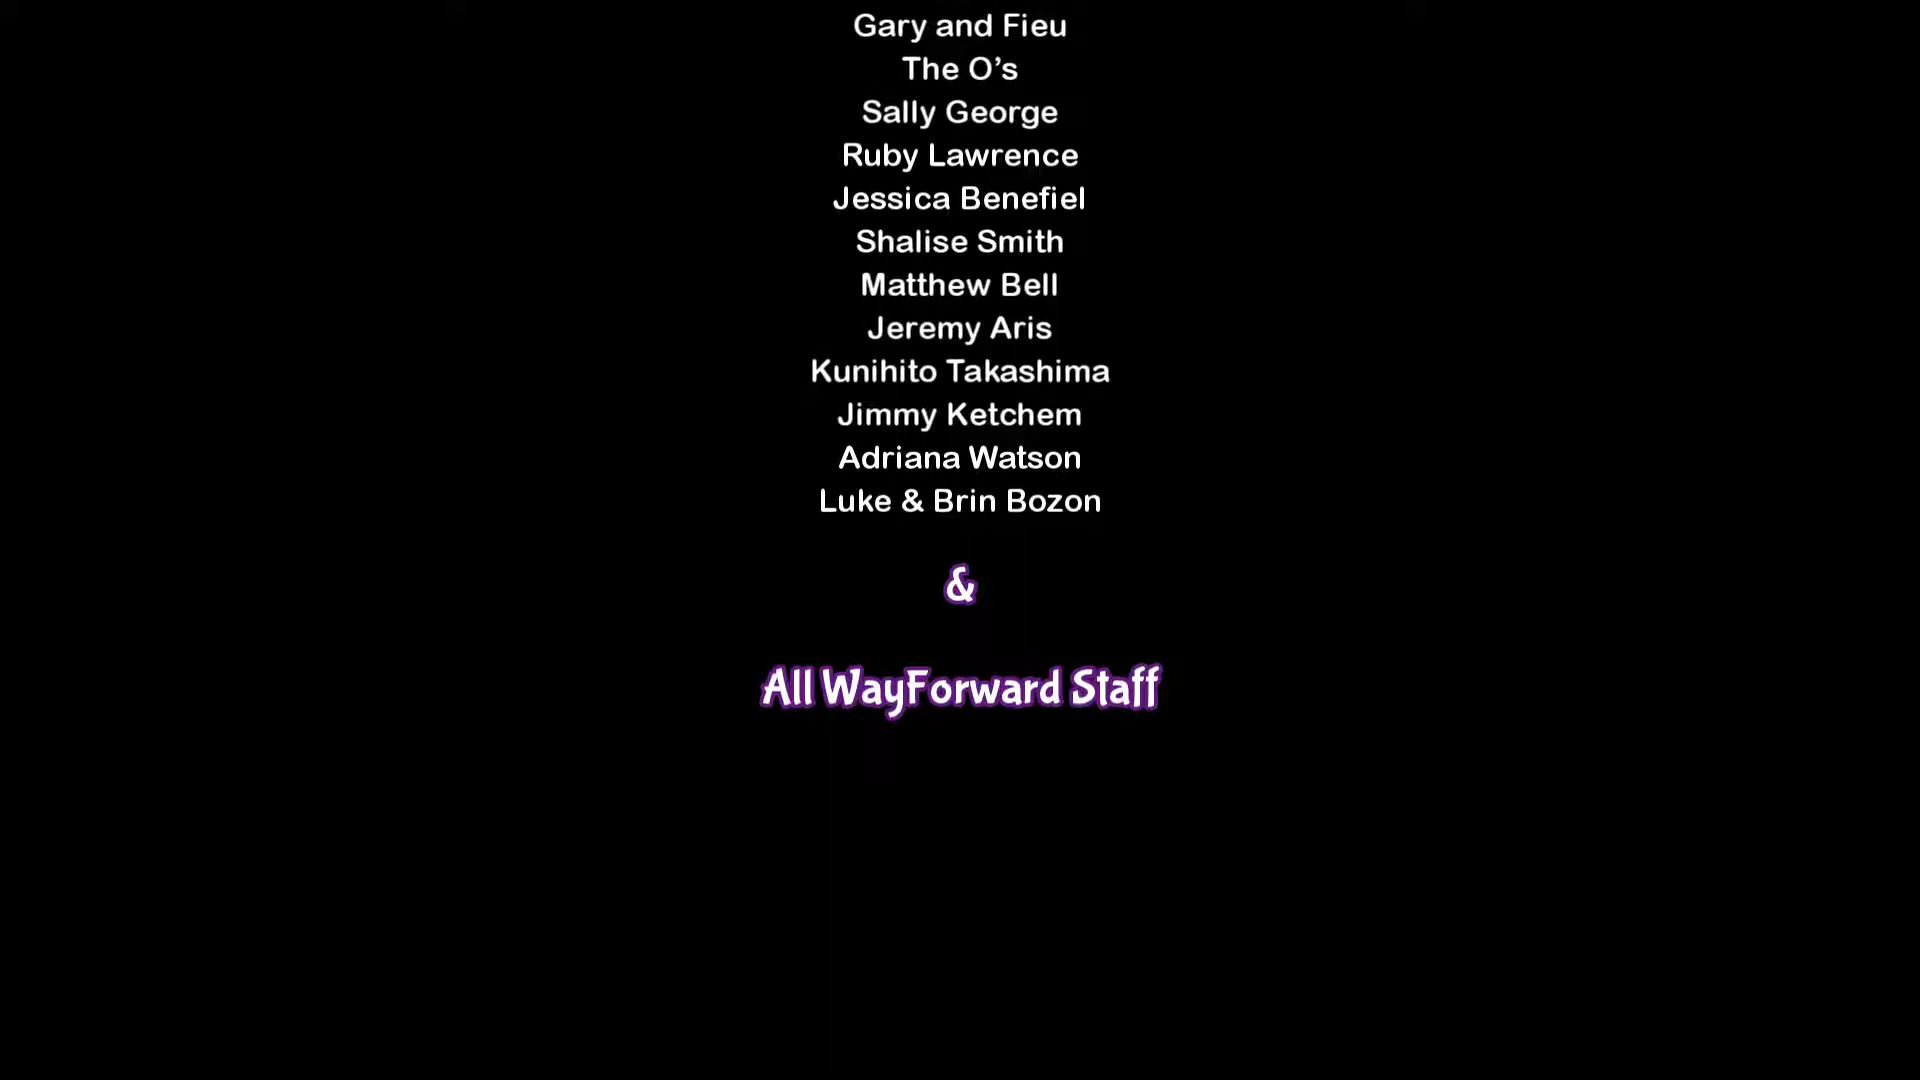 Gary and Fieu
The O’s
Sally George
Ruby Lawrence
Jessica Benefiel
Shalise Smith
Matthew Bell
Jeremy Aris
Kunihito Takashima
Jimmy Ketchem
Adriana Watson
Luke & Brin Bozon
&
All WayForward Staff